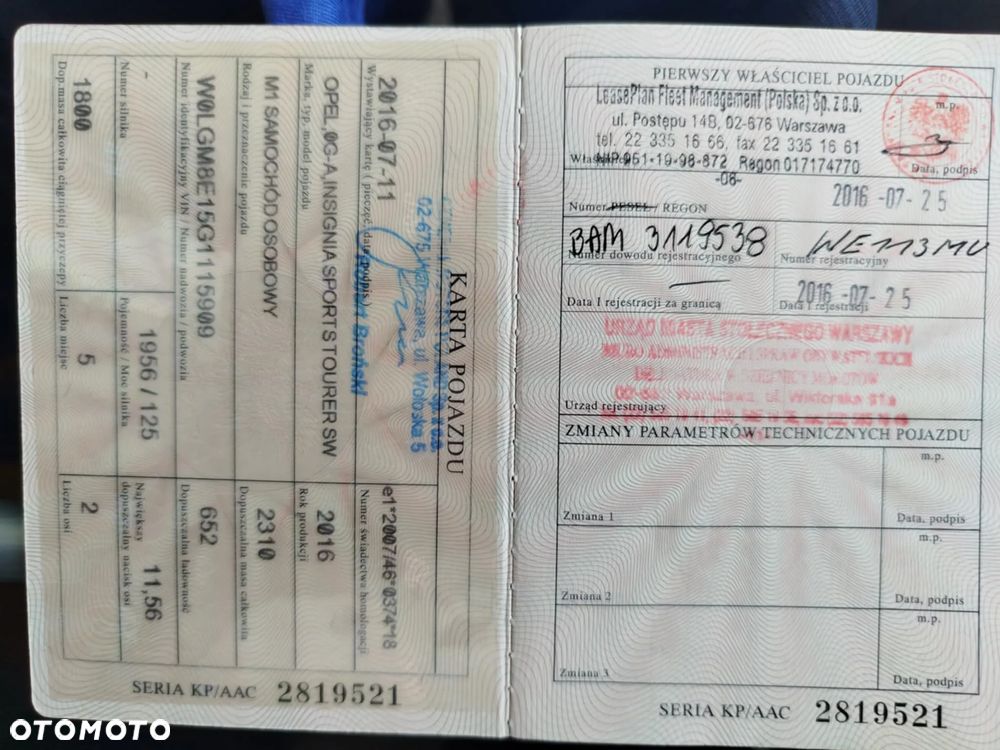 KARTA POJAZDU
2016-07-11
Wystawiający kartę (pieczęć, data i podpis)
02-675 Warszawa, ul. Wołoska 5
e1*2007/46*0374*18
Numer świadectwa homologacji
OPEL,0G-A,INSIGNIA SPORTS TOURER SW
Marka, typ, model pojazdu
2016
Rok produkcji
M1 SAMOCHÓD OSOBOWY
Rodzaj i przeznaczenie pojazdu
2310
Dopuszczalna masa całkowita
W0LGM8E15G1115909
Numer identyfikacyjny VIN / Numer nadwozia / podwozia
652
Dopuszczalna ładowność
-
Numer silnika
1956 / 125
Pojemność / Moc silnika
11,56
Największy
dopuszczalny nacisk osi
1800
Dop. masa całkowita ciągniętej przyczepy
5
Liczba miejsc
2
Liczba osi
SERIA KP/AAC 2819521
PIERWSZY WŁAŚCICIEL POJAZDU
LeasePlan Fleet Management (Polska) Sp. z o.o.
m.p.
ul. Postępu 14B, 02-676 Warszawa
tel. 22 335 16 66, fax 22 335 16 61
NIP 951-19-98-872 Regon 017174770
Data, podpis
-08-
2016 -07- 25
Numer PESEL / REGON
BAM 3119538
WE113MU
Numer dowodu rejestracyjnego
Numer rejestracyjny
2016 -07- 25
Data I rejestracji za granicą
Data I rejestracji
URZĄD MIASTA STOŁECZNEGO WARSZAWY
Urząd rejestrujący
ZMIANY PARAMETRÓW TECHNICZNYCH POJAZDU
m.p.
Zmiana 1
Data, podpis
m.p.
Zmiana 2
Data, podpis
m.p.
Zmiana 3
Data, podpis
SERIA KP/AAC 2819521
OTOMOTO